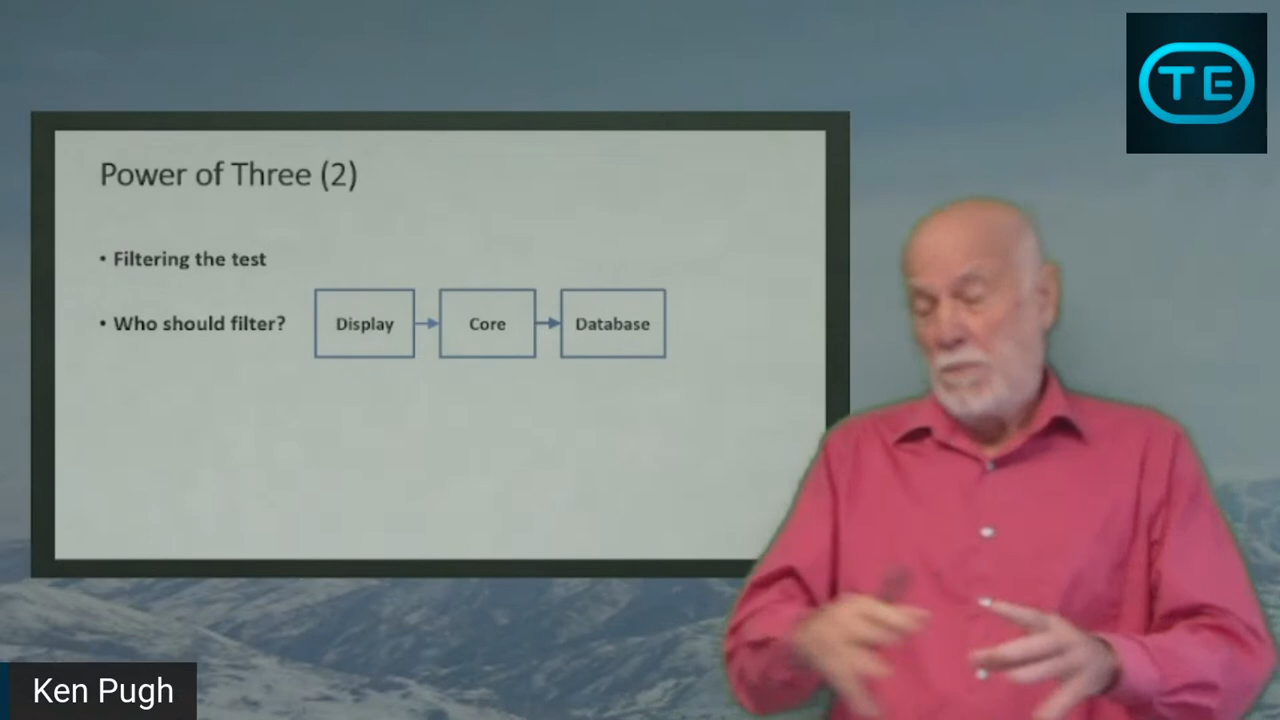 TE
Power of Three (2)
• Filtering the test
• Who should filter?
Display
Core
Database
Ken Pugh